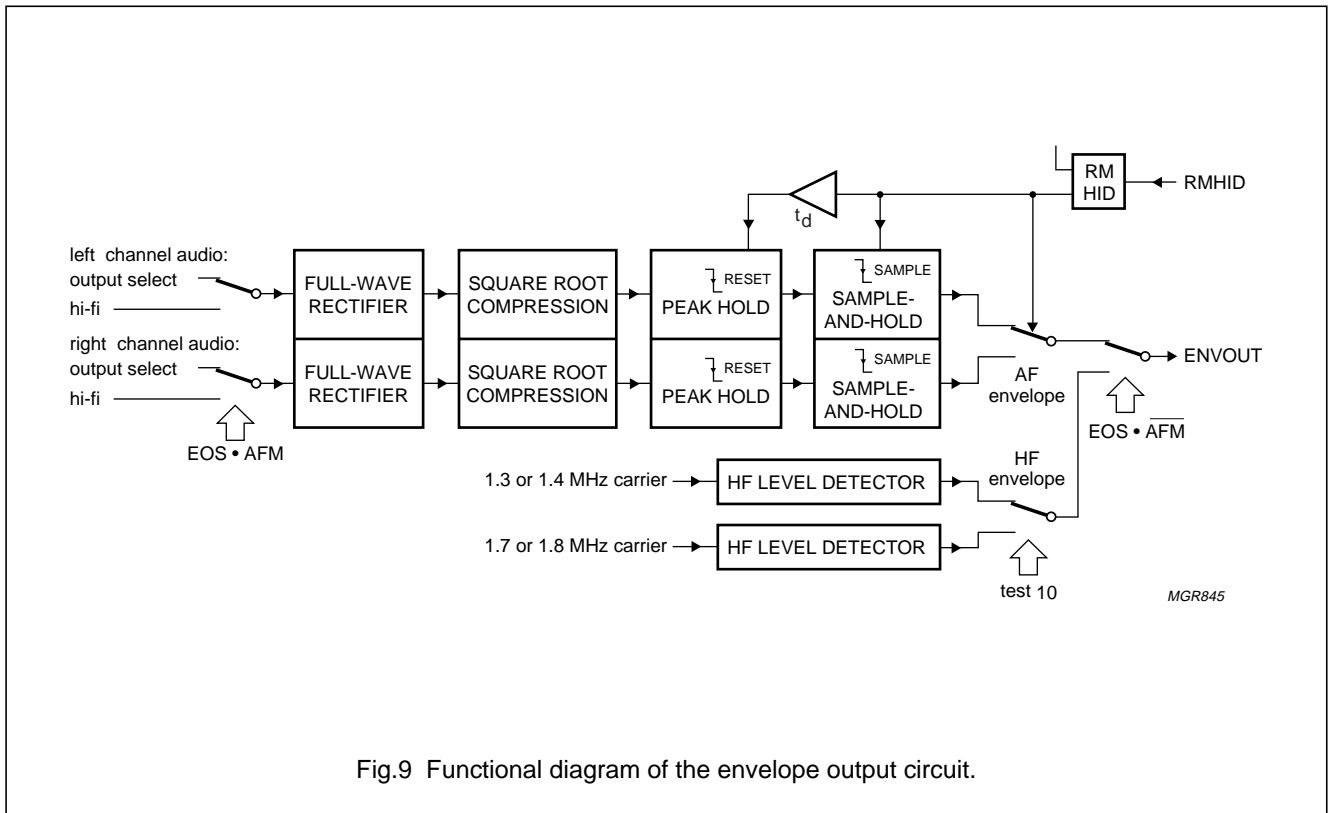 RM
HID
RMHID
td
left channel audio:
output select
hi-fi
right channel audio:
output select
hi-fi
EOS • AFM
FULL-WAVE
RECTIFIER
SQUARE ROOT
COMPRESSION
RESET
PEAK HOLD
SAMPLE
SAMPLE-
AND-HOLD
FULL-WAVE
RECTIFIER
SQUARE ROOT
COMPRESSION
RESET
PEAK HOLD
SAMPLE
SAMPLE-
AND-HOLD
AF
envelope
ENVOUT
EOS • A̅F̅M̅
HF
envelope
1.3 or 1.4 MHz carrier
HF LEVEL DETECTOR
1.7 or 1.8 MHz carrier
HF LEVEL DETECTOR
test 10
MGR845
Fig.9 Functional diagram of the envelope output circuit.